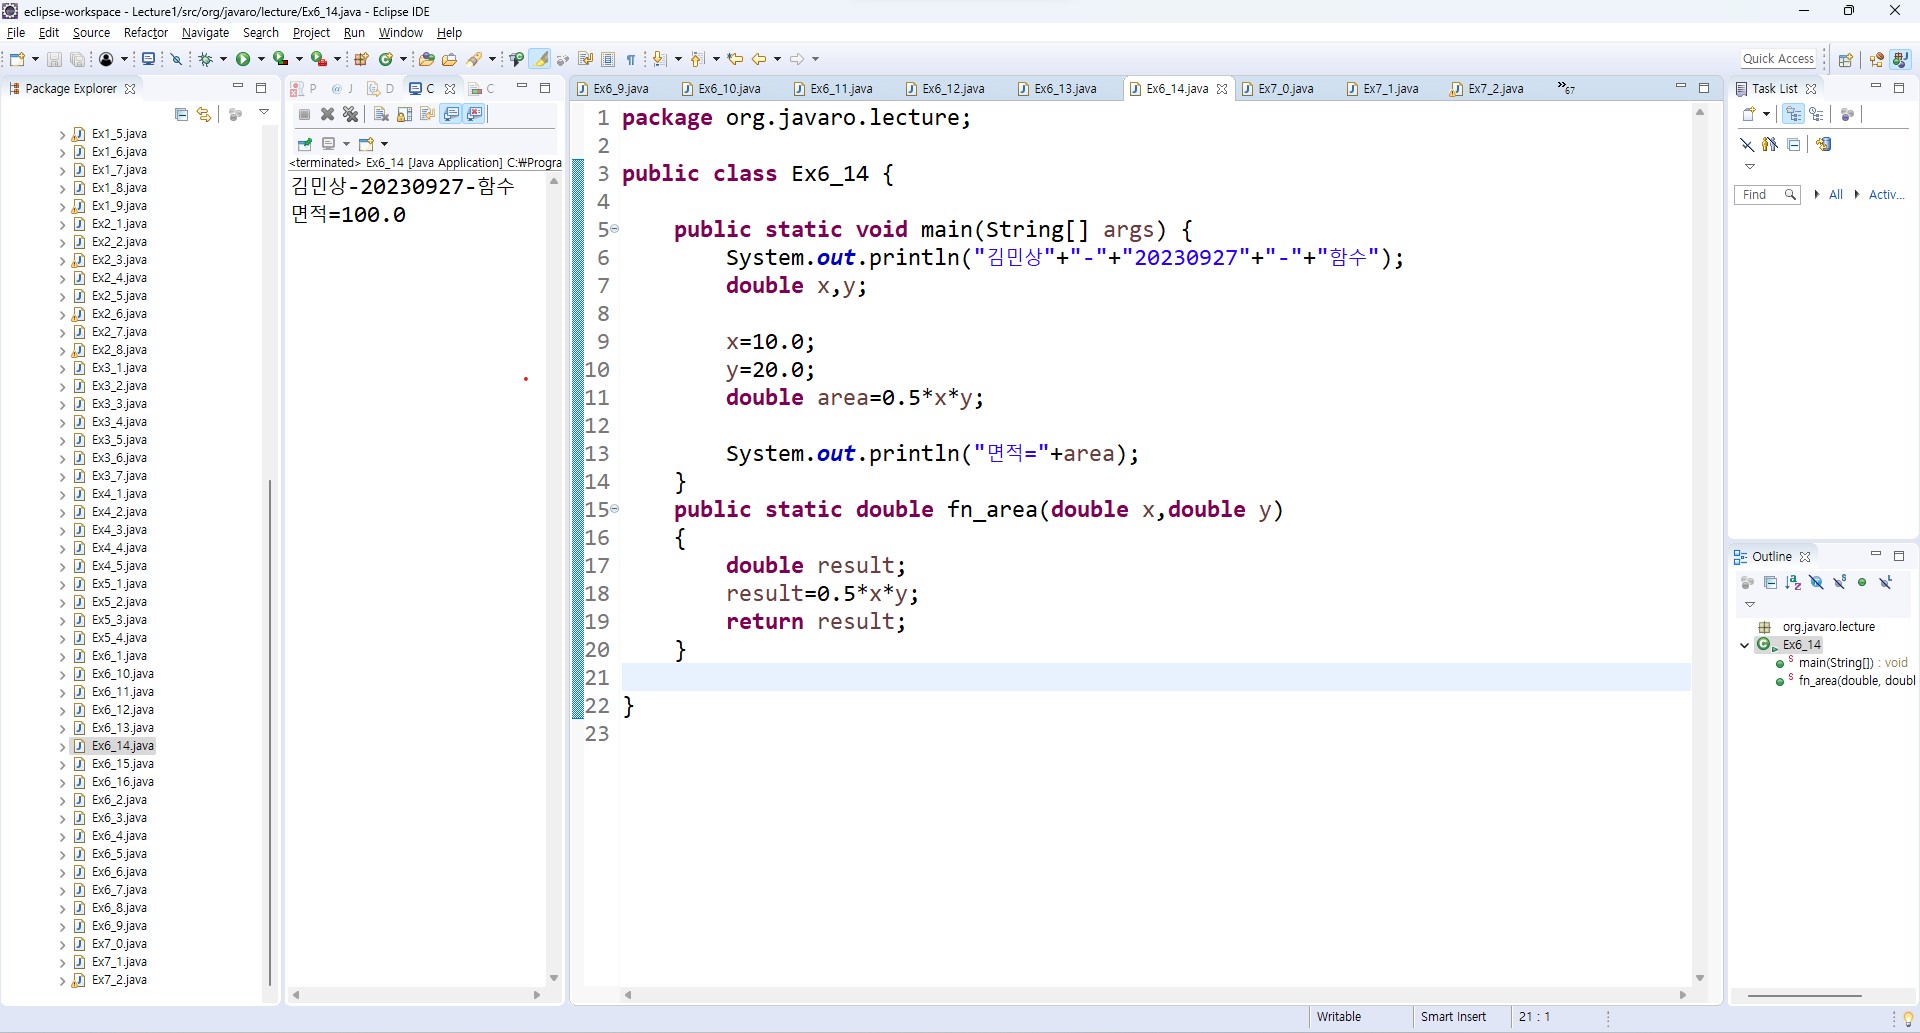 eclipse-workspace - Lecture1/src/org/javaro/lecture/Ex6_14.java - Eclipse IDE
File Edit Source Refactor Navigate Search Project Run Window Help
Quick Access
Package Explorer
Ex1_5.java
Ex1_6.java
Ex1_7.java
Ex1_8.java
Ex1_9.java
Ex2_1.java
Ex2_2.java
Ex2_3.java
Ex2_4.java
Ex2_5.java
Ex2_6.java
Ex2_7.java
Ex2_8.java
Ex3_1.java
Ex3_2.java
Ex3_3.java
Ex3_4.java
Ex3_5.java
Ex3_6.java
Ex3_7.java
Ex4_1.java
Ex4_2.java
Ex4_3.java
Ex4_4.java
Ex4_5.java
Ex5_1.java
Ex5_2.java
Ex5_3.java
Ex5_4.java
Ex6_1.java
Ex6_10.java
Ex6_11.java
Ex6_12.java
Ex6_13.java
Ex6_14.java
Ex6_15.java
Ex6_16.java
Ex6_2.java
Ex6_3.java
Ex6_4.java
Ex6_5.java
Ex6_6.java
Ex6_7.java
Ex6_8.java
Ex6_9.java
Ex7_0.java
Ex7_1.java
Ex7_2.java
P @ J D C C
<terminated> Ex6_14 [Java Application] C:₩Progra
김민상-20230927-함수
면적=100.0
Ex6_9.java Ex6_10.java Ex6_11.java Ex6_12.java Ex6_13.java Ex6_14.java Ex7_0.java Ex7_1.java Ex7_2.java »67
1 package org.javaro.lecture;
2
3 public class Ex6_14 {
4
5 public static void main(String[] args) {
6 System.out.println("김민상"+"-"+"20230927"+"-"+"함수");
7 double x,y;
8
9 x=10.0;
10 y=20.0;
11 double area=0.5*x*y;
12
13 System.out.println("면적="+area);
14 }
15 public static double fn_area(double x,double y)
16 {
17 double result;
18 result=0.5*x*y;
19 return result;
20 }
21
22 }
23
Task List
Find All Activ...
Outline
org.javaro.lecture
Ex6_14
main(String[]) : void
fn_area(double, doubl
Writable Smart Insert 21 : 1